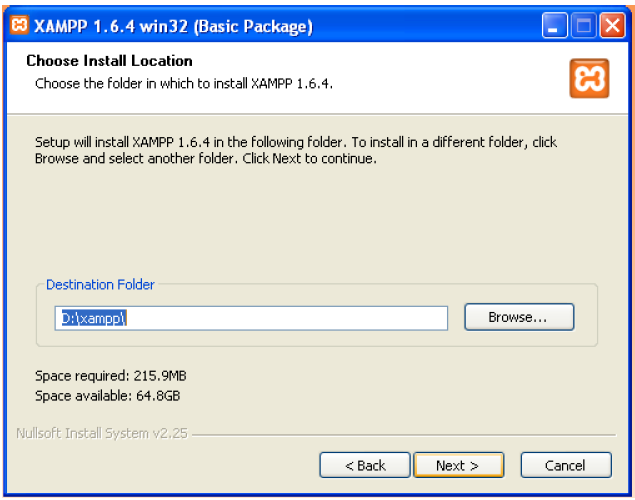 XAMPP 1.6.4 win32 (Basic Package)
Choose Install Location
Choose the folder in which to install XAMPP 1.6.4.
Setup will install XAMPP 1.6.4 in the following folder. To install in a different folder, click
Browse and select another folder. Click Next to continue.
Destination Folder
D:\xampp\
Browse...
Space required: 215.9MB
Space available: 64.8GB
Nullsoft Install System v2.25
< Back
Next >
Cancel